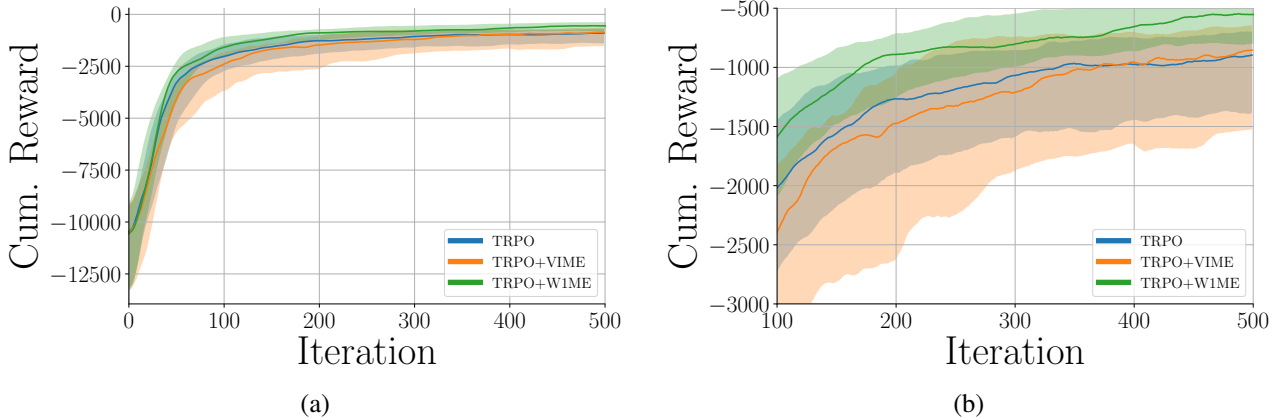 0
−2500
−5000
−7500
−10000
−12500
Cum. Reward
0 100 200 300 400 500
Iteration
TRPO
TRPO+VIME
TRPO+W1ME
(a)
−500
−1000
−1500
−2000
−2500
−3000
Cum. Reward
100 200 300 400 500
Iteration
TRPO
TRPO+VIME
TRPO+W1ME
(b)